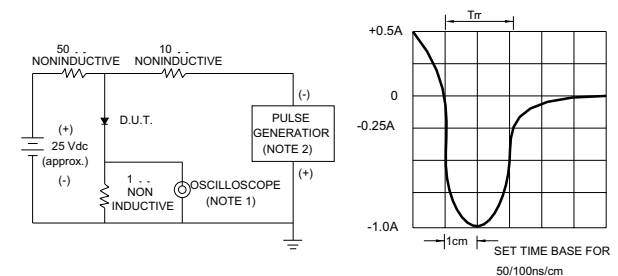 50 - -
NONINDUCTIVE
10 - -
NONINDUCTIVE
D.U.T.
(+)
25 Vdc
(approx.)
(-)
1 - -
NON
INDUCTIVE
OSCILLOSCOPE
(NOTE 1)
(-)
PULSE
GENERATIOR
(NOTE 2)
(+)
Trr
+0.5A
0
-0.25A
-1.0A
1cm
SET TIME BASE FOR
50/100ns/cm